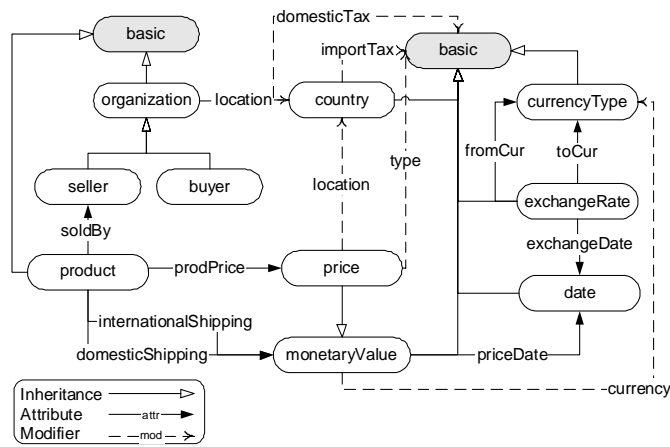 domesticTax
basic
importTax
basic
organization
location
country
currencyType
type
fromCur
toCur
seller
buyer
location
exchangeRate
soldBy
exchangeDate
product
prodPrice
price
date
internationalShipping
domesticShipping
monetaryValue
priceDate
currency
Inheritance
Attribute
attr
Modifier
mod